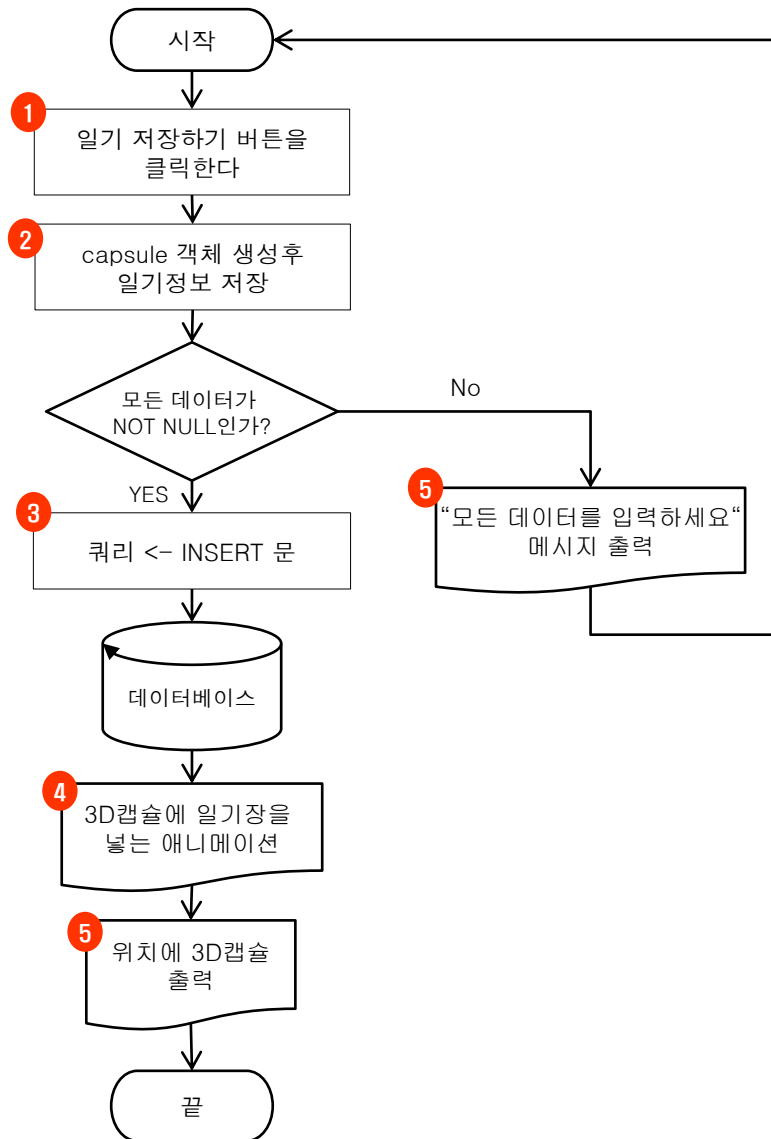 시작
1
일기 저장하기 버튼을
클릭한다
2
capsule 객체 생성후
일기정보 저장
모든 데이터가
NOT NULL인가?
No
YES
5
“모든 데이터를 입력하세요“
메시지 출력
3
쿼리 <- INSERT 문
데이터베이스
4
3D캡슐에 일기장을
넣는 애니메이션
5
위치에 3D캡슐
출력
끝